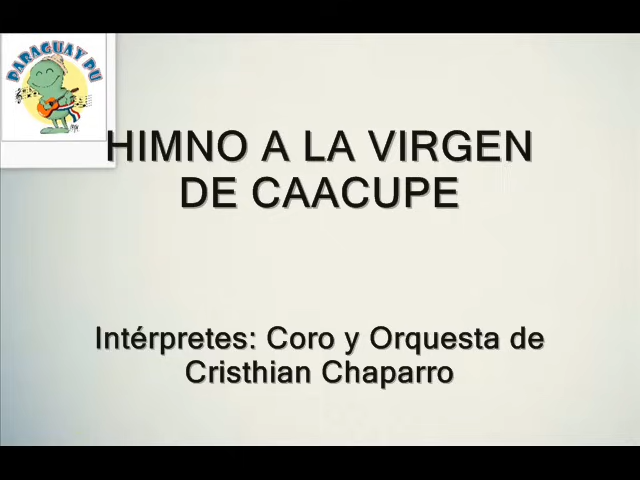 PARAGUAY PU
HIMNO A LA VIRGEN
DE CAACUPE
Intérpretes: Coro y Orquesta de
Cristhian Chaparro